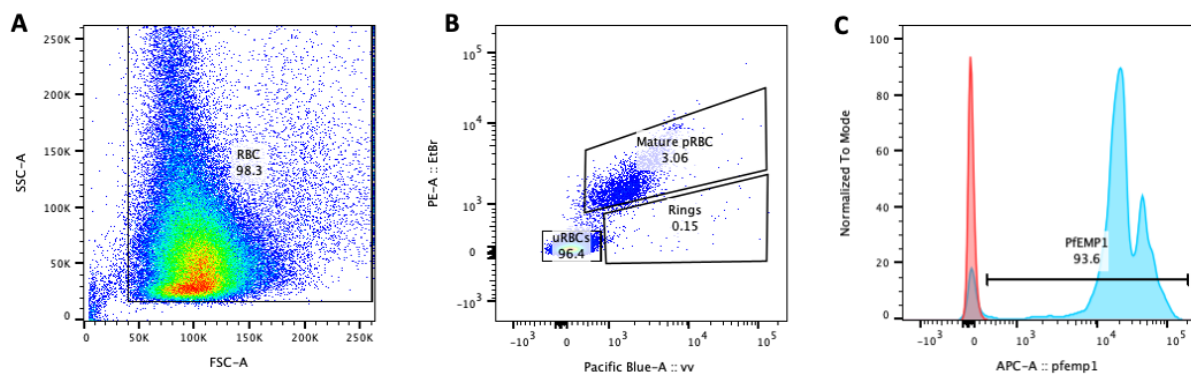 A
250K
200K
150K
100K
50K
0
SSC-A
RBC
98.3
0
50K
100K
150K
200K
250K
FSC-A
B
10^5
10^4
10^3
0
-10^3
PE-A :: EtBr
Mature pRBC
3.06
Rings
0.15
uRBCs
96.4
-10^3
0
10^3
10^4
10^5
Pacific Blue-A :: vv
C
100
80
60
40
20
0
Normalized To Mode
PfEMP1
93.6
-10^3
0
10^3
10^4
10^5
APC-A :: pfemp1